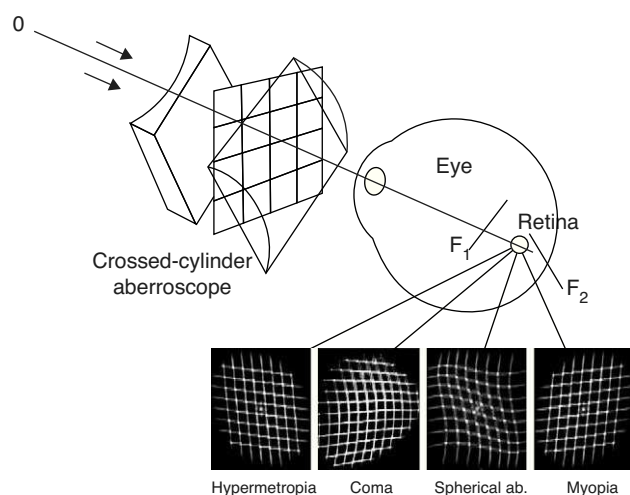 0
Eye
Retina
F1
F2
Crossed-cylinder
aberroscope
Hypermetropia
Coma
Spherical ab.
Myopia